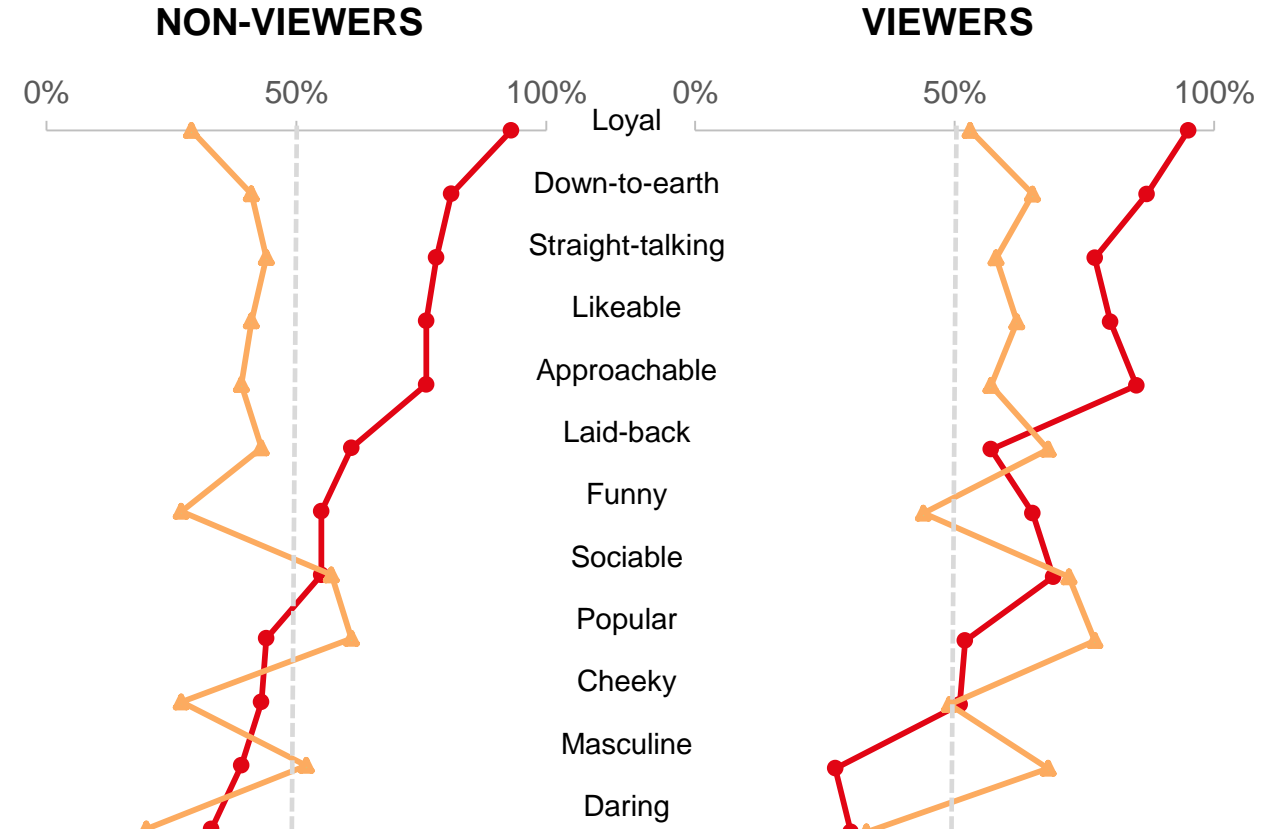 NON-VIEWERS VIEWERS
0% 50% 100% 0% 50% 100%
Loyal
Down-to-earth
Straight-talking
Likeable
Approachable
Laid-back
Funny
Sociable
Popular
Cheeky
Masculine
Daring